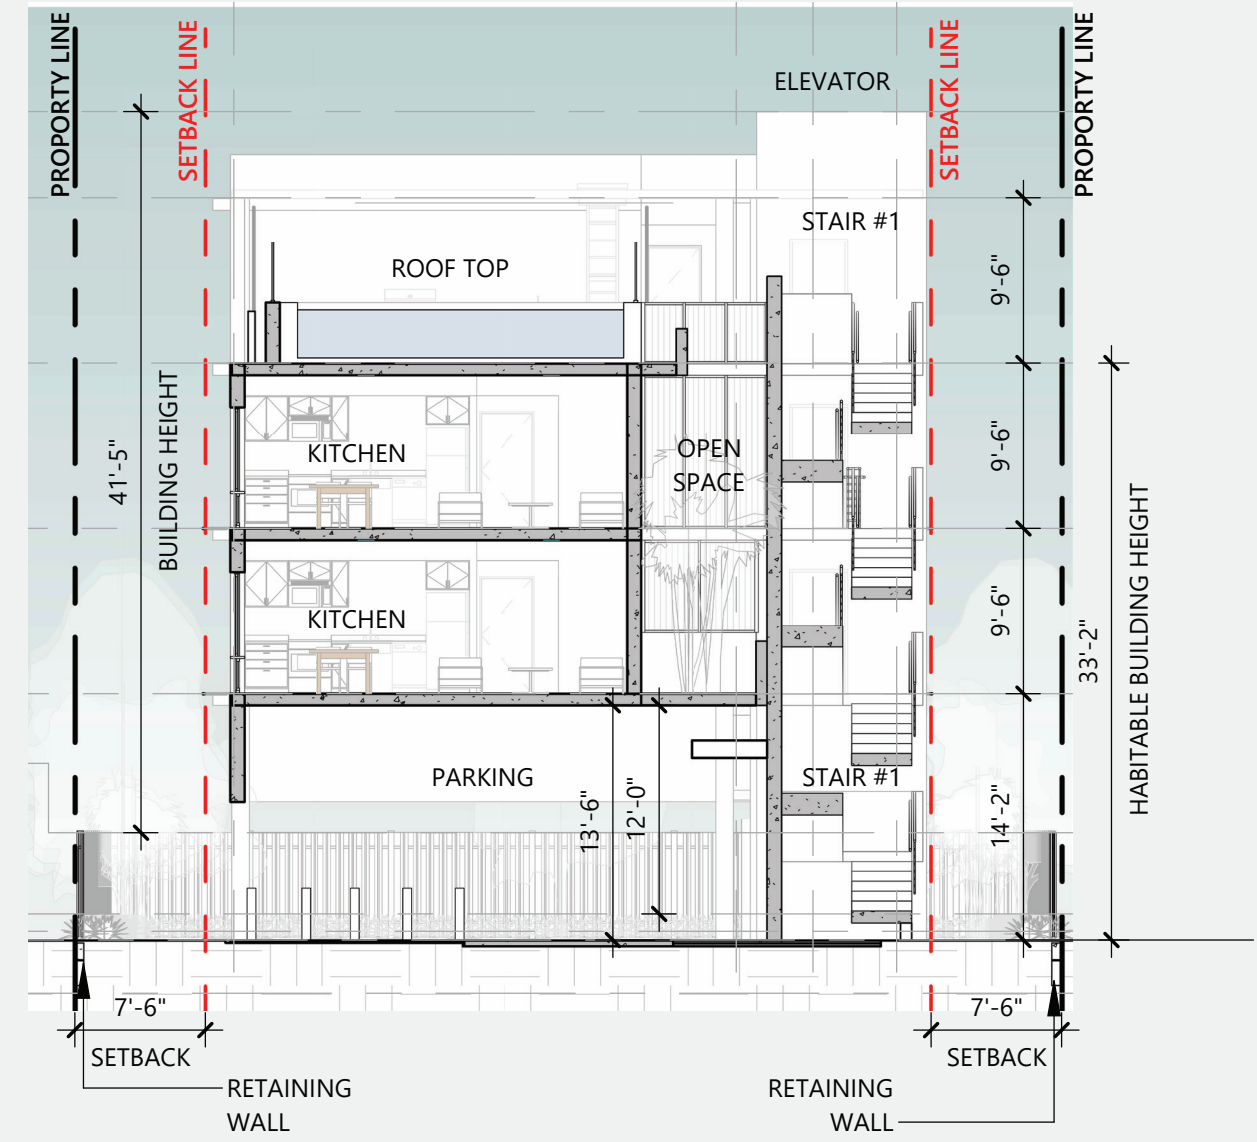 PROPORTY LINE
SETBACK LINE
ELEVATOR
SETBACK LINE
PROPORTY LINE
STAIR #1
ROOF TOP
9'-6"
41'-5"
BUILDING HEIGHT
KITCHEN
OPEN
SPACE
9'-6"
KITCHEN
9'-6"
33'-2"
HABITABLE BUILDING HEIGHT
PARKING
13'-6"
12'-0"
STAIR #1
14'-2"
7'-6"
SETBACK
7'-6"
SETBACK
RETAINING
WALL
RETAINING
WALL